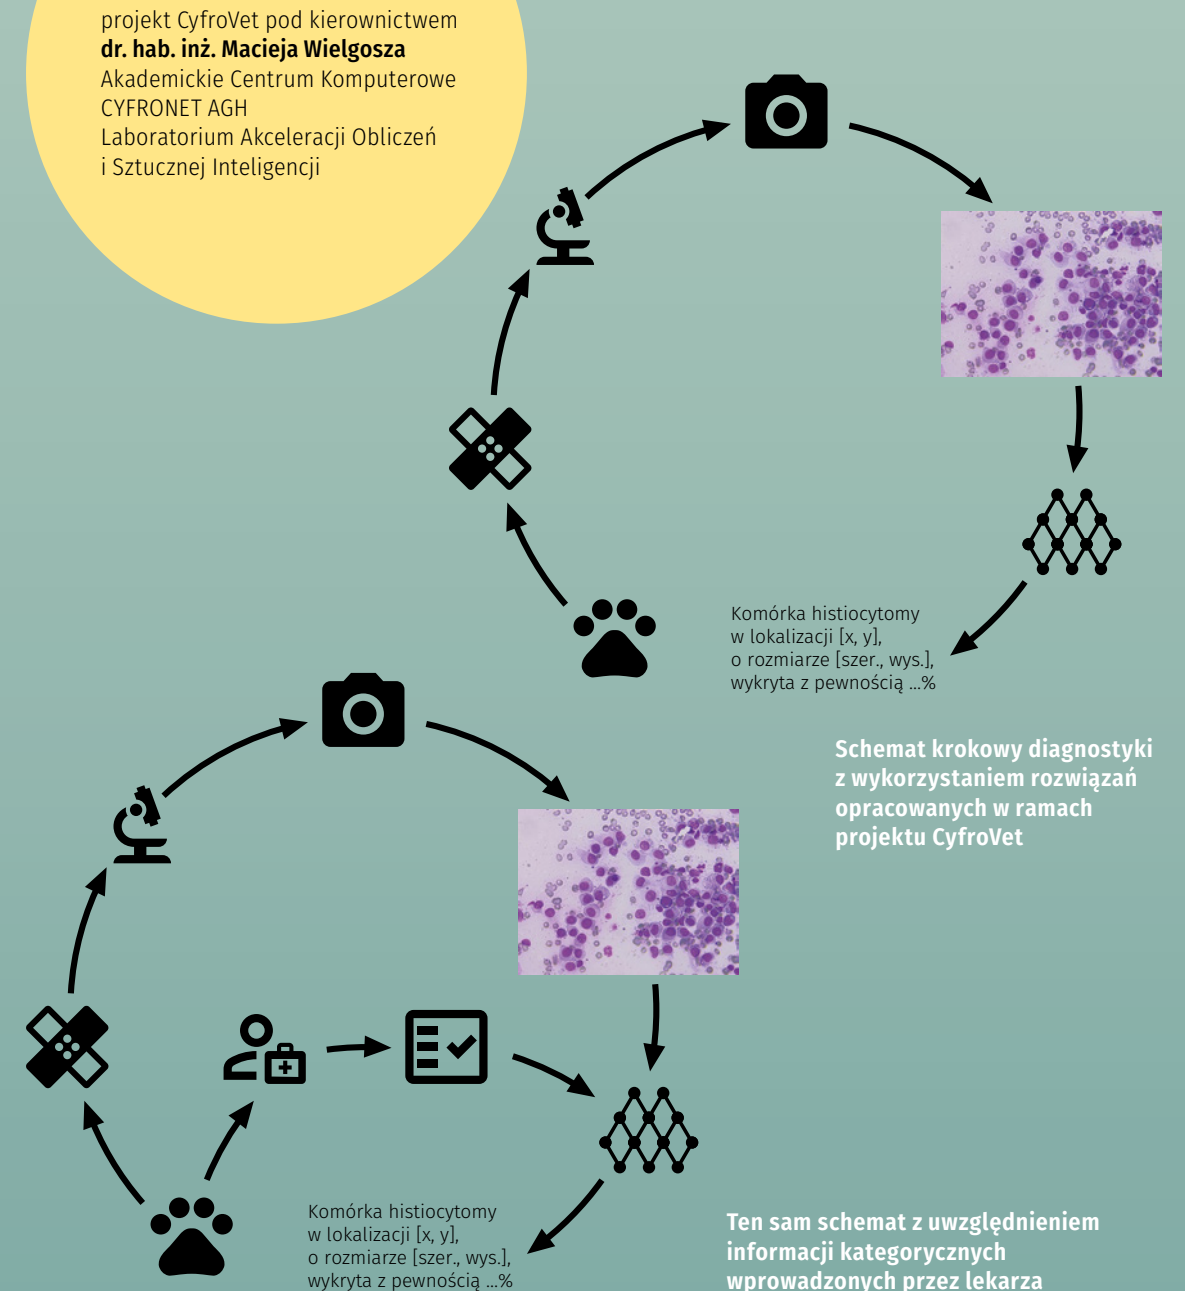 projekt CyfroVet pod kierownictwem
dr. hab. inż. Macieja Wielgosza
Akademickie Centrum Komputerowe
CYFRONET AGH
Laboratorium Akceleracji Obliczeń
i Sztucznej Inteligencji
Komórka histiocytomy
w lokalizacji [x, y],
o rozmiarze [szer., wys.],
wykryta z pewnością ...%
Schemat krokowy diagnostyki
z wykorzystaniem rozwiązań
opracowanych w ramach
projektu CyfroVet
Komórka histiocytomy
w lokalizacji [x, y],
o rozmiarze [szer., wys.],
wykryta z pewnością ...%
Ten sam schemat z uwzględnieniem
informacji kategorycznych
wprowadzonych przez lekarza